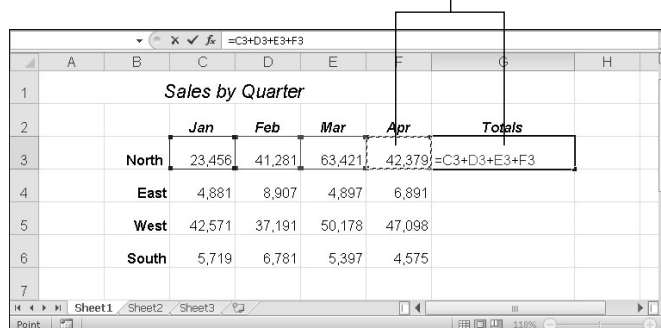 fx =C3+D3+E3+F3
A B C D E F G H
1 Sales by Quarter
2 Jan Feb Mar Apr Totals
3 North 23,456 41,281 63,421 42,379 =C3+D3+E3+F3
4 East 4,881 8,907 4,897 6,891
5 West 42,571 37,191 50,178 47,098
6 South 5,719 6,781 5,397 4,575
7
Sheet1 Sheet2 Sheet3
Point 118%